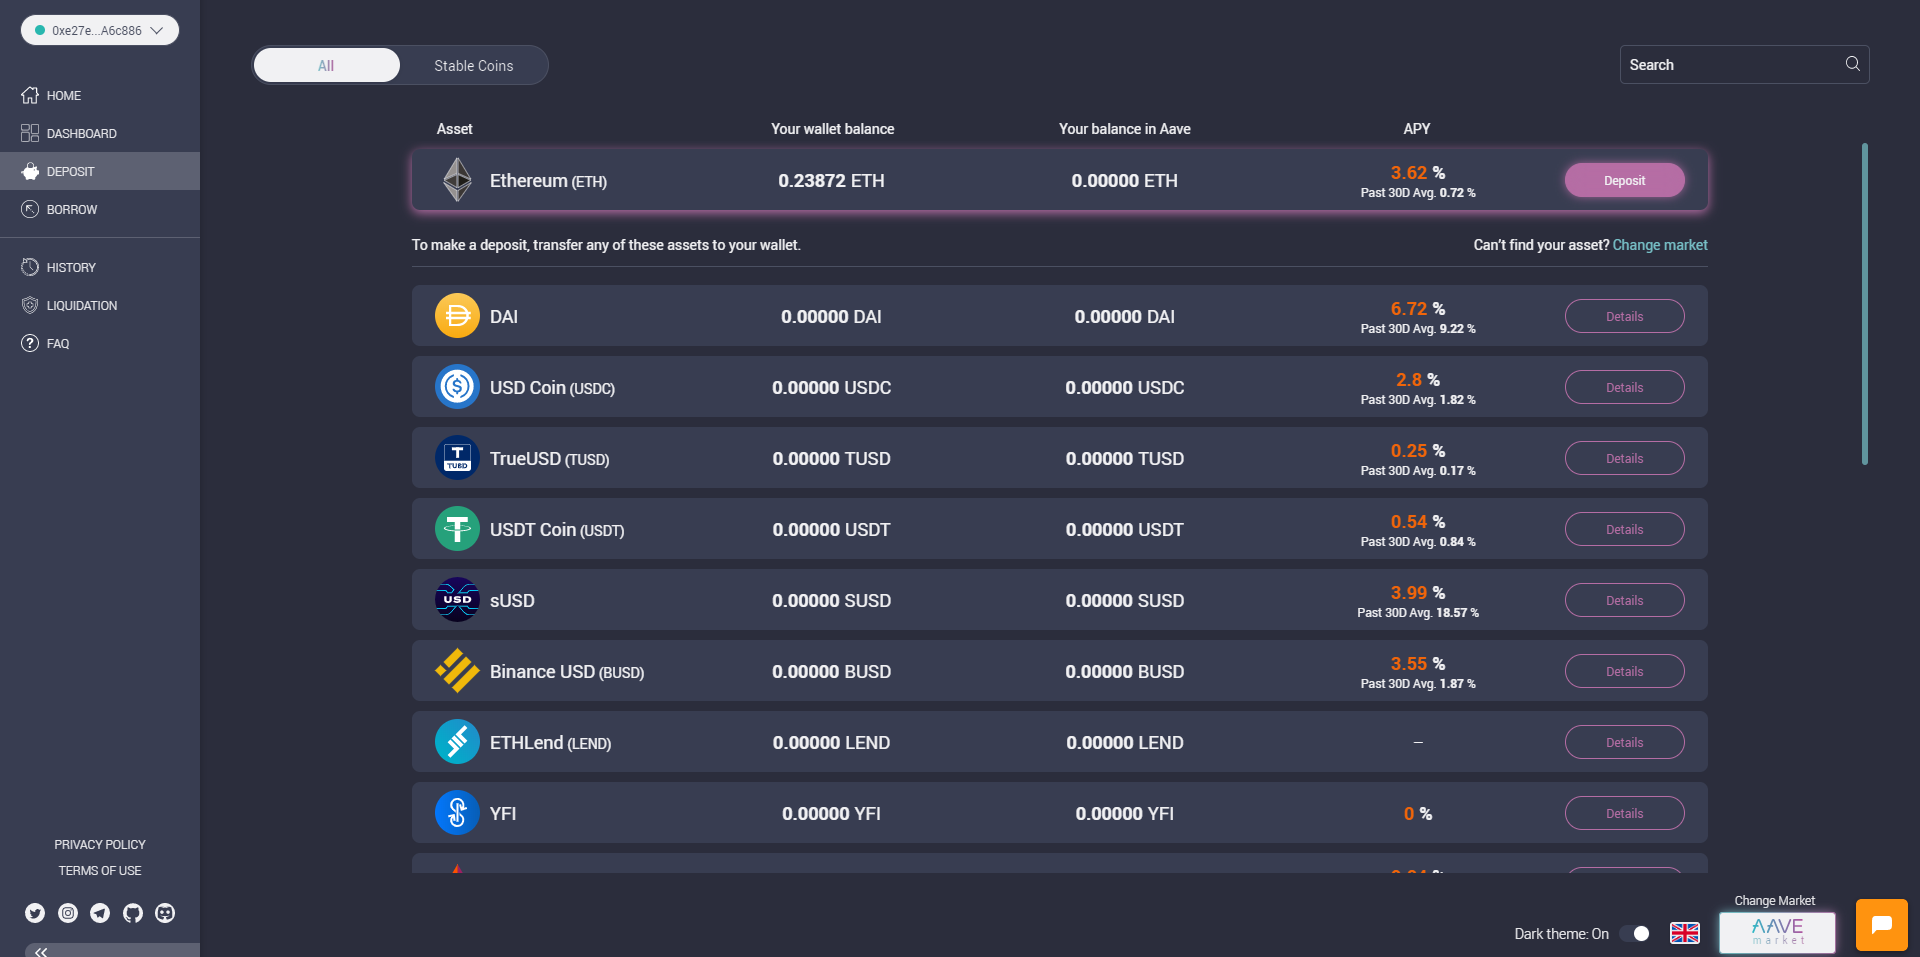 0xe27e...A6c886
HOME
DASHBOARD
DEPOSIT
BORROW
HISTORY
LIQUIDATION
FAQ
PRIVACY POLICY
TERMS OF USE
All
Stable Coins
Search
Asset Your wallet balance Your balance in Aave APY
Ethereum (ETH) 0.23872 ETH 0.00000 ETH 3.62 % Deposit
Past 30D Avg. 0.72 %
To make a deposit, transfer any of these assets to your wallet. Can't find your asset? Change market
DAI 0.00000 DAI 0.00000 DAI 6.72 % Details
Past 30D Avg. 9.22 %
USD Coin (USDC) 0.00000 USDC 0.00000 USDC 2.8 % Details
Past 30D Avg. 1.82 %
T
TUSD
TrueUSD (TUSD) 0.00000 TUSD 0.00000 TUSD 0.25 % Details
Past 30D Avg. 0.17 %
USDT Coin (USDT) 0.00000 USDT 0.00000 USDT 0.54 % Details
Past 30D Avg. 0.84 %
USD
sUSD 0.00000 SUSD 0.00000 SUSD 3.99 % Details
Past 30D Avg. 18.57 %
Binance USD (BUSD) 0.00000 BUSD 0.00000 BUSD 3.55 % Details
Past 30D Avg. 1.87 %
ETHLend (LEND) 0.00000 LEND 0.00000 LEND – Details
YFI 0.00000 YFI 0.00000 YFI 0 % Details
Change Market
Dark theme: On
AAVE
market